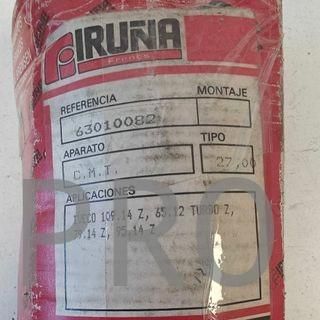 IRUÑA
Frenos
REFERENCIA MONTAJE
63010082
APARATO TIPO
C.M.T. 27,00
APLICACIONES
IVECO 109.14 Z, 65.12 TURBO Z,
79.14 Z, 95.14 Z
PRO